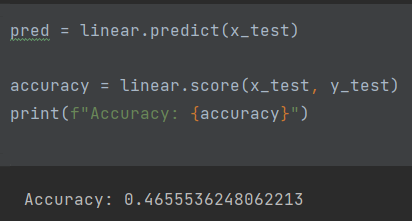 pred = linear.predict(x_test)
accuracy = linear.score(x_test, y_test)
print(f"Accuracy: {accuracy}")
Accuracy: 0.4655536248062213